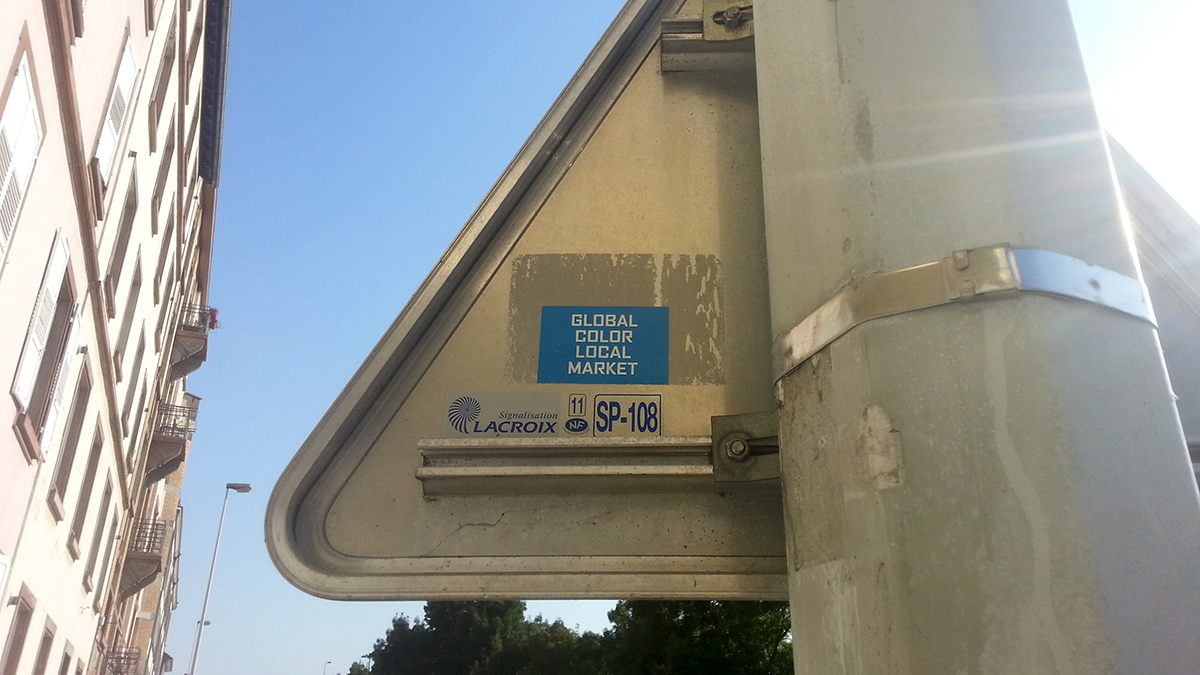 GLOBAL
COLOR
LOCAL
MARKET
Signalisation
LACROIX
11
NF
SP-108